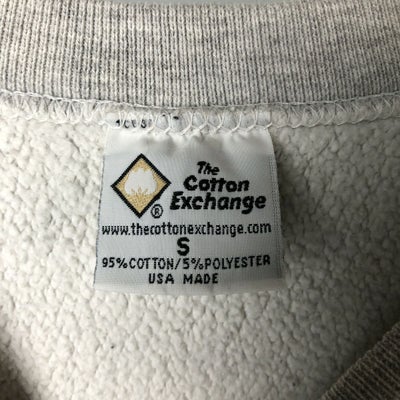 The
Cotton
Exchange
®
www.thecottonexchange.com
S
95% COTTON/5% POLYESTER
USA MADE